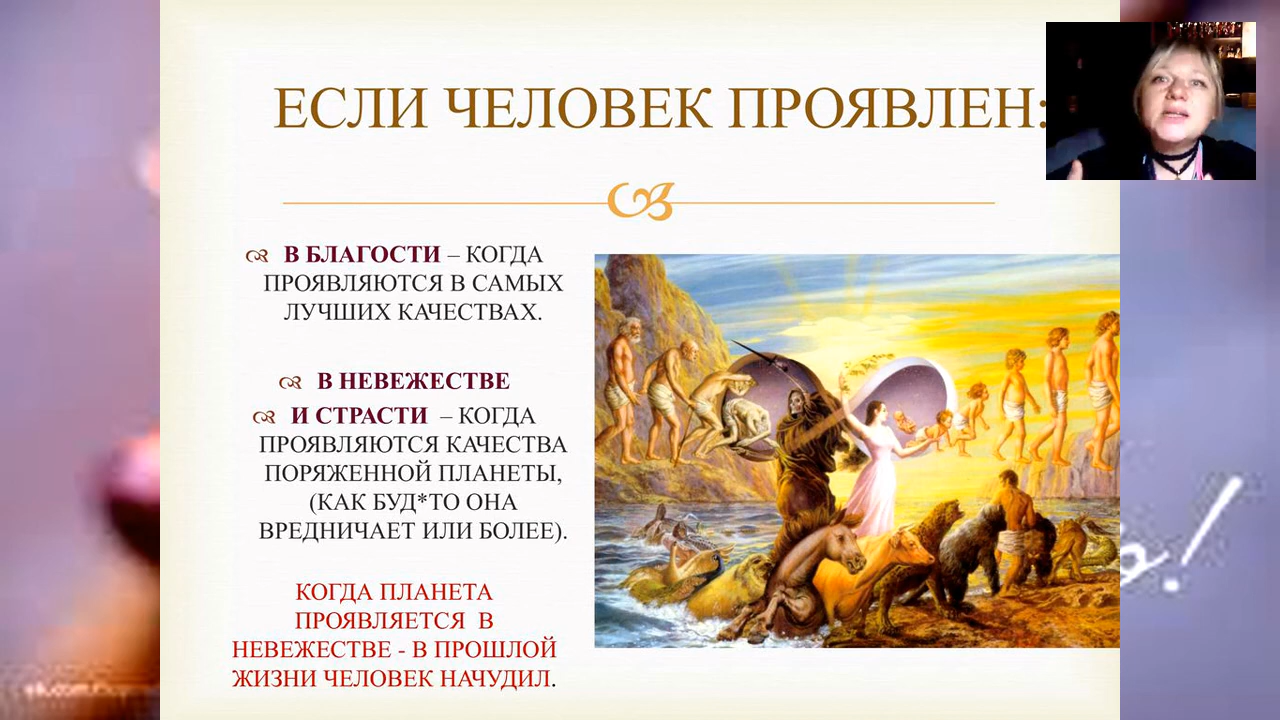 ЕСЛИ ЧЕЛОВЕК ПРОЯВЛЕН:
В БЛАГОСТИ – КОГДА
ПРОЯВЛЯЮТСЯ В САМЫХ
ЛУЧШИХ КАЧЕСТВАХ.
В НЕВЕЖЕСТВЕ
И СТРАСТИ – КОГДА
ПРОЯВЛЯЮТСЯ КАЧЕСТВА
ПОРЯЖЕННОЙ ПЛАНЕТЫ,
(КАК БУД*ТО ОНА
ВРЕДНИЧАЕТ ИЛИ БОЛЕЕ).
КОГДА ПЛАНЕТА
ПРОЯВЛЯЕТСЯ В
НЕВЕЖЕСТВЕ - В ПРОШЛОЙ
ЖИЗНИ ЧЕЛОВЕК НАЧУДИЛ.